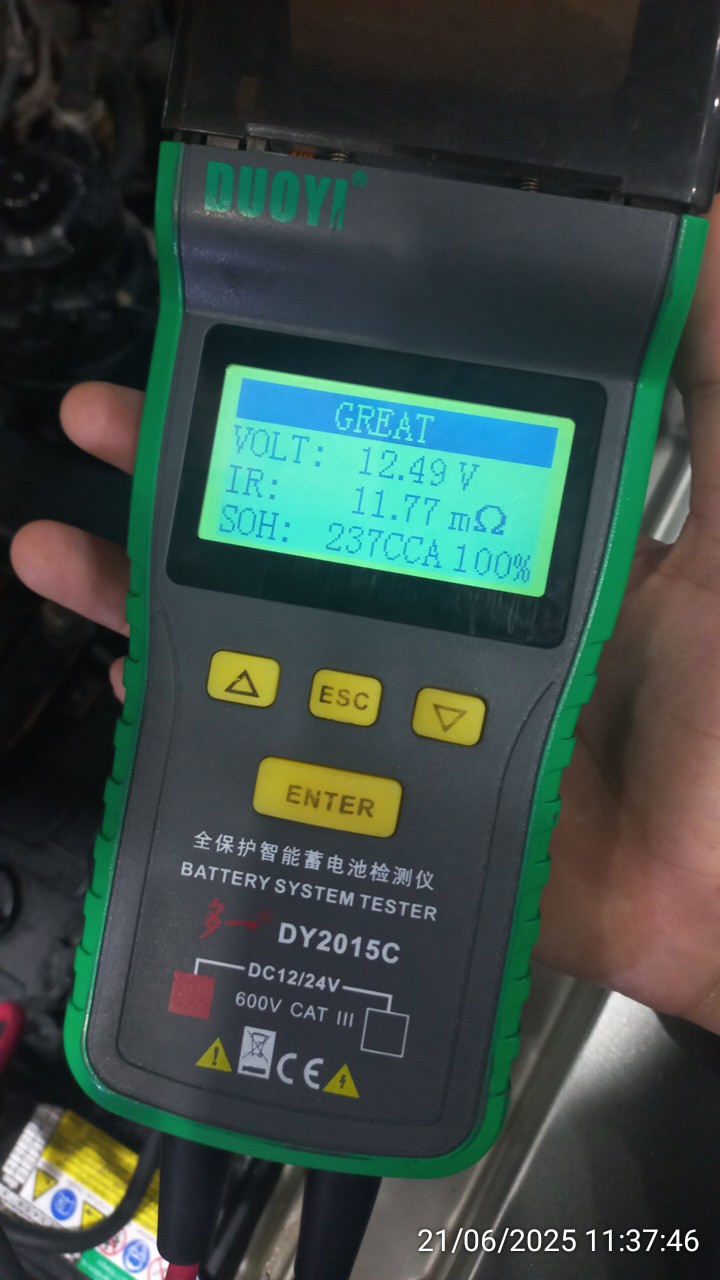 DUOYI®
GREAT
VOLT: 12.49 V
IR: 11.77 mΩ
SOH: 237CCA 100%
ESC
ENTER
全保护智能蓄电池检测仪
BATTERY SYSTEM TESTER
多一 DY2015C
DC12/24V
600V CAT III
CE
21/06/2025 11:37:46